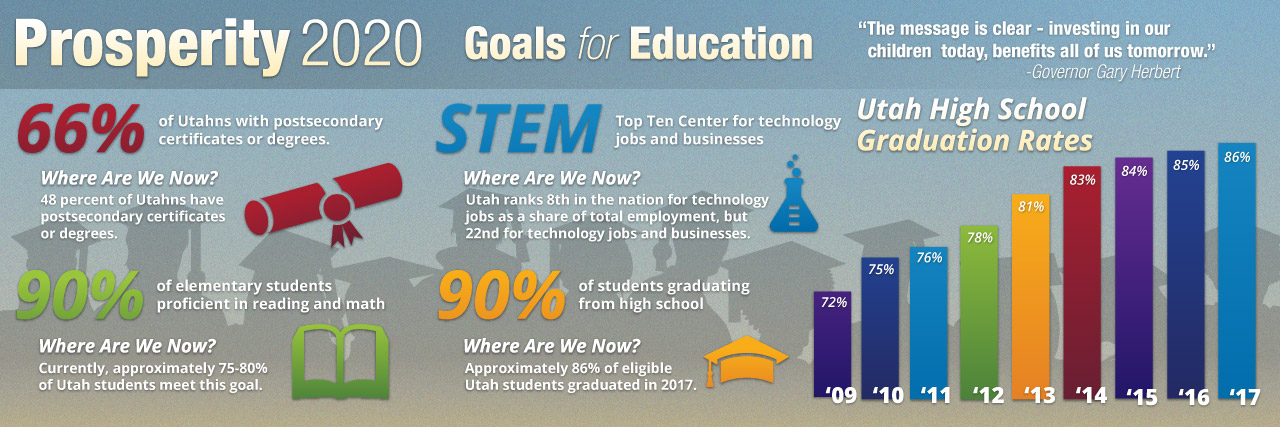 Prosperity 2020
Goals for Education
“The message is clear - investing in our
children today, benefits all of us tomorrow.”
-Governor Gary Herbert
66%
of Utahns with postsecondary
certificates or degrees.
Where Are We Now?
48 percent of Utahns have
postsecondary certificates
or degrees.
90%
of elementary students
proficient in reading and math
Where Are We Now?
Currently, approximately 75-80%
of Utah students meet this goal.
STEM
Top Ten Center for technology
jobs and businesses
Where Are We Now?
Utah ranks 8th in the nation for technology
jobs as a share of total employment, but
22nd for technology jobs and businesses.
90%
of students graduating
from high school
Where Are We Now?
Approximately 86% of eligible
Utah students graduated in 2017.
Utah High School
Graduation Rates
72%
75%
76%
78%
81%
83%
84%
85%
86%
‘09 ‘10 ‘11 ‘12 ‘13 ‘14 ‘15 ‘16 ‘17